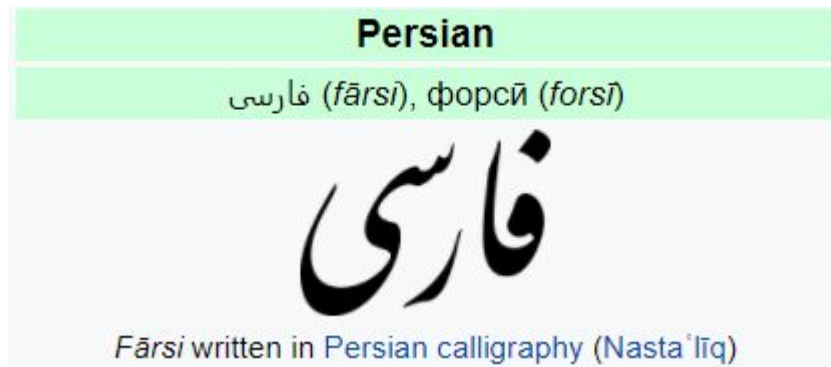 Persian
فارسی (fārsi), форсӣ (forsī)
فارسی
Fārsi written in Persian calligraphy (Nastaʿlīq)